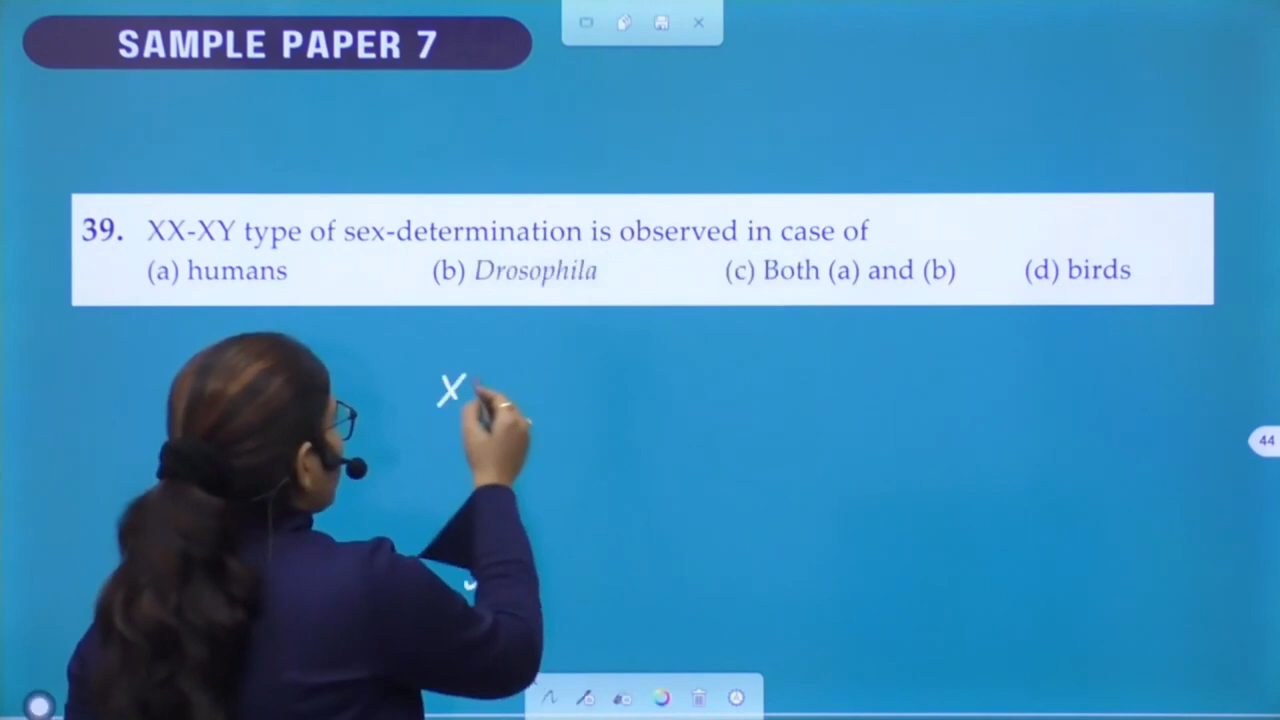 SAMPLE PAPER 7
39. XX-XY type of sex-determination is observed in case of
(a) humans (b) Drosophila (c) Both (a) and (b) (d) birds
X
44